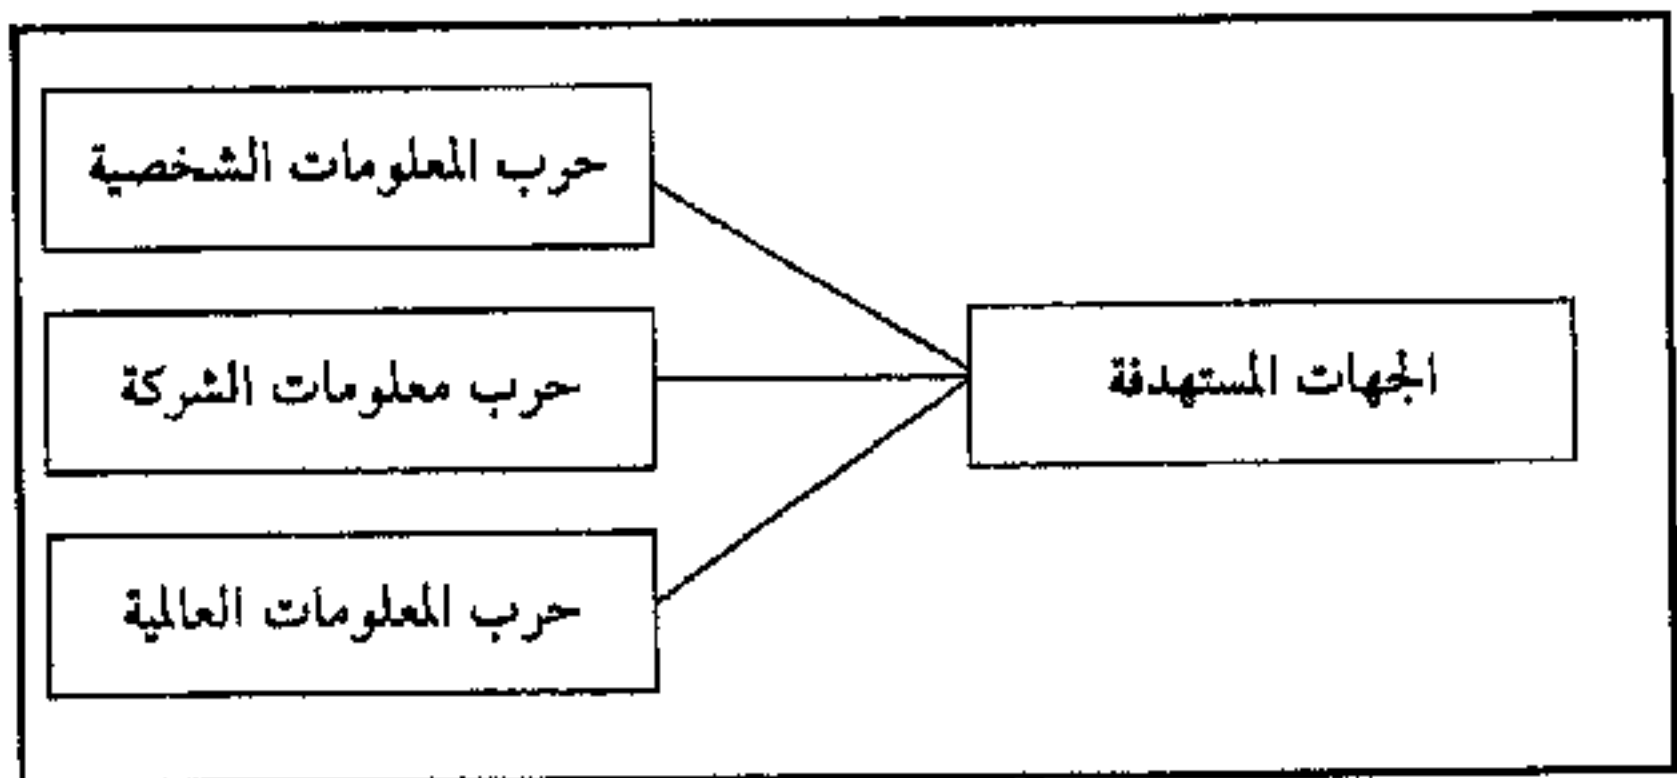 حرب المعلومات الشخصية
حرب معلومات الشركة
الجهات المستهدفة
حرب المعلومات العالمية